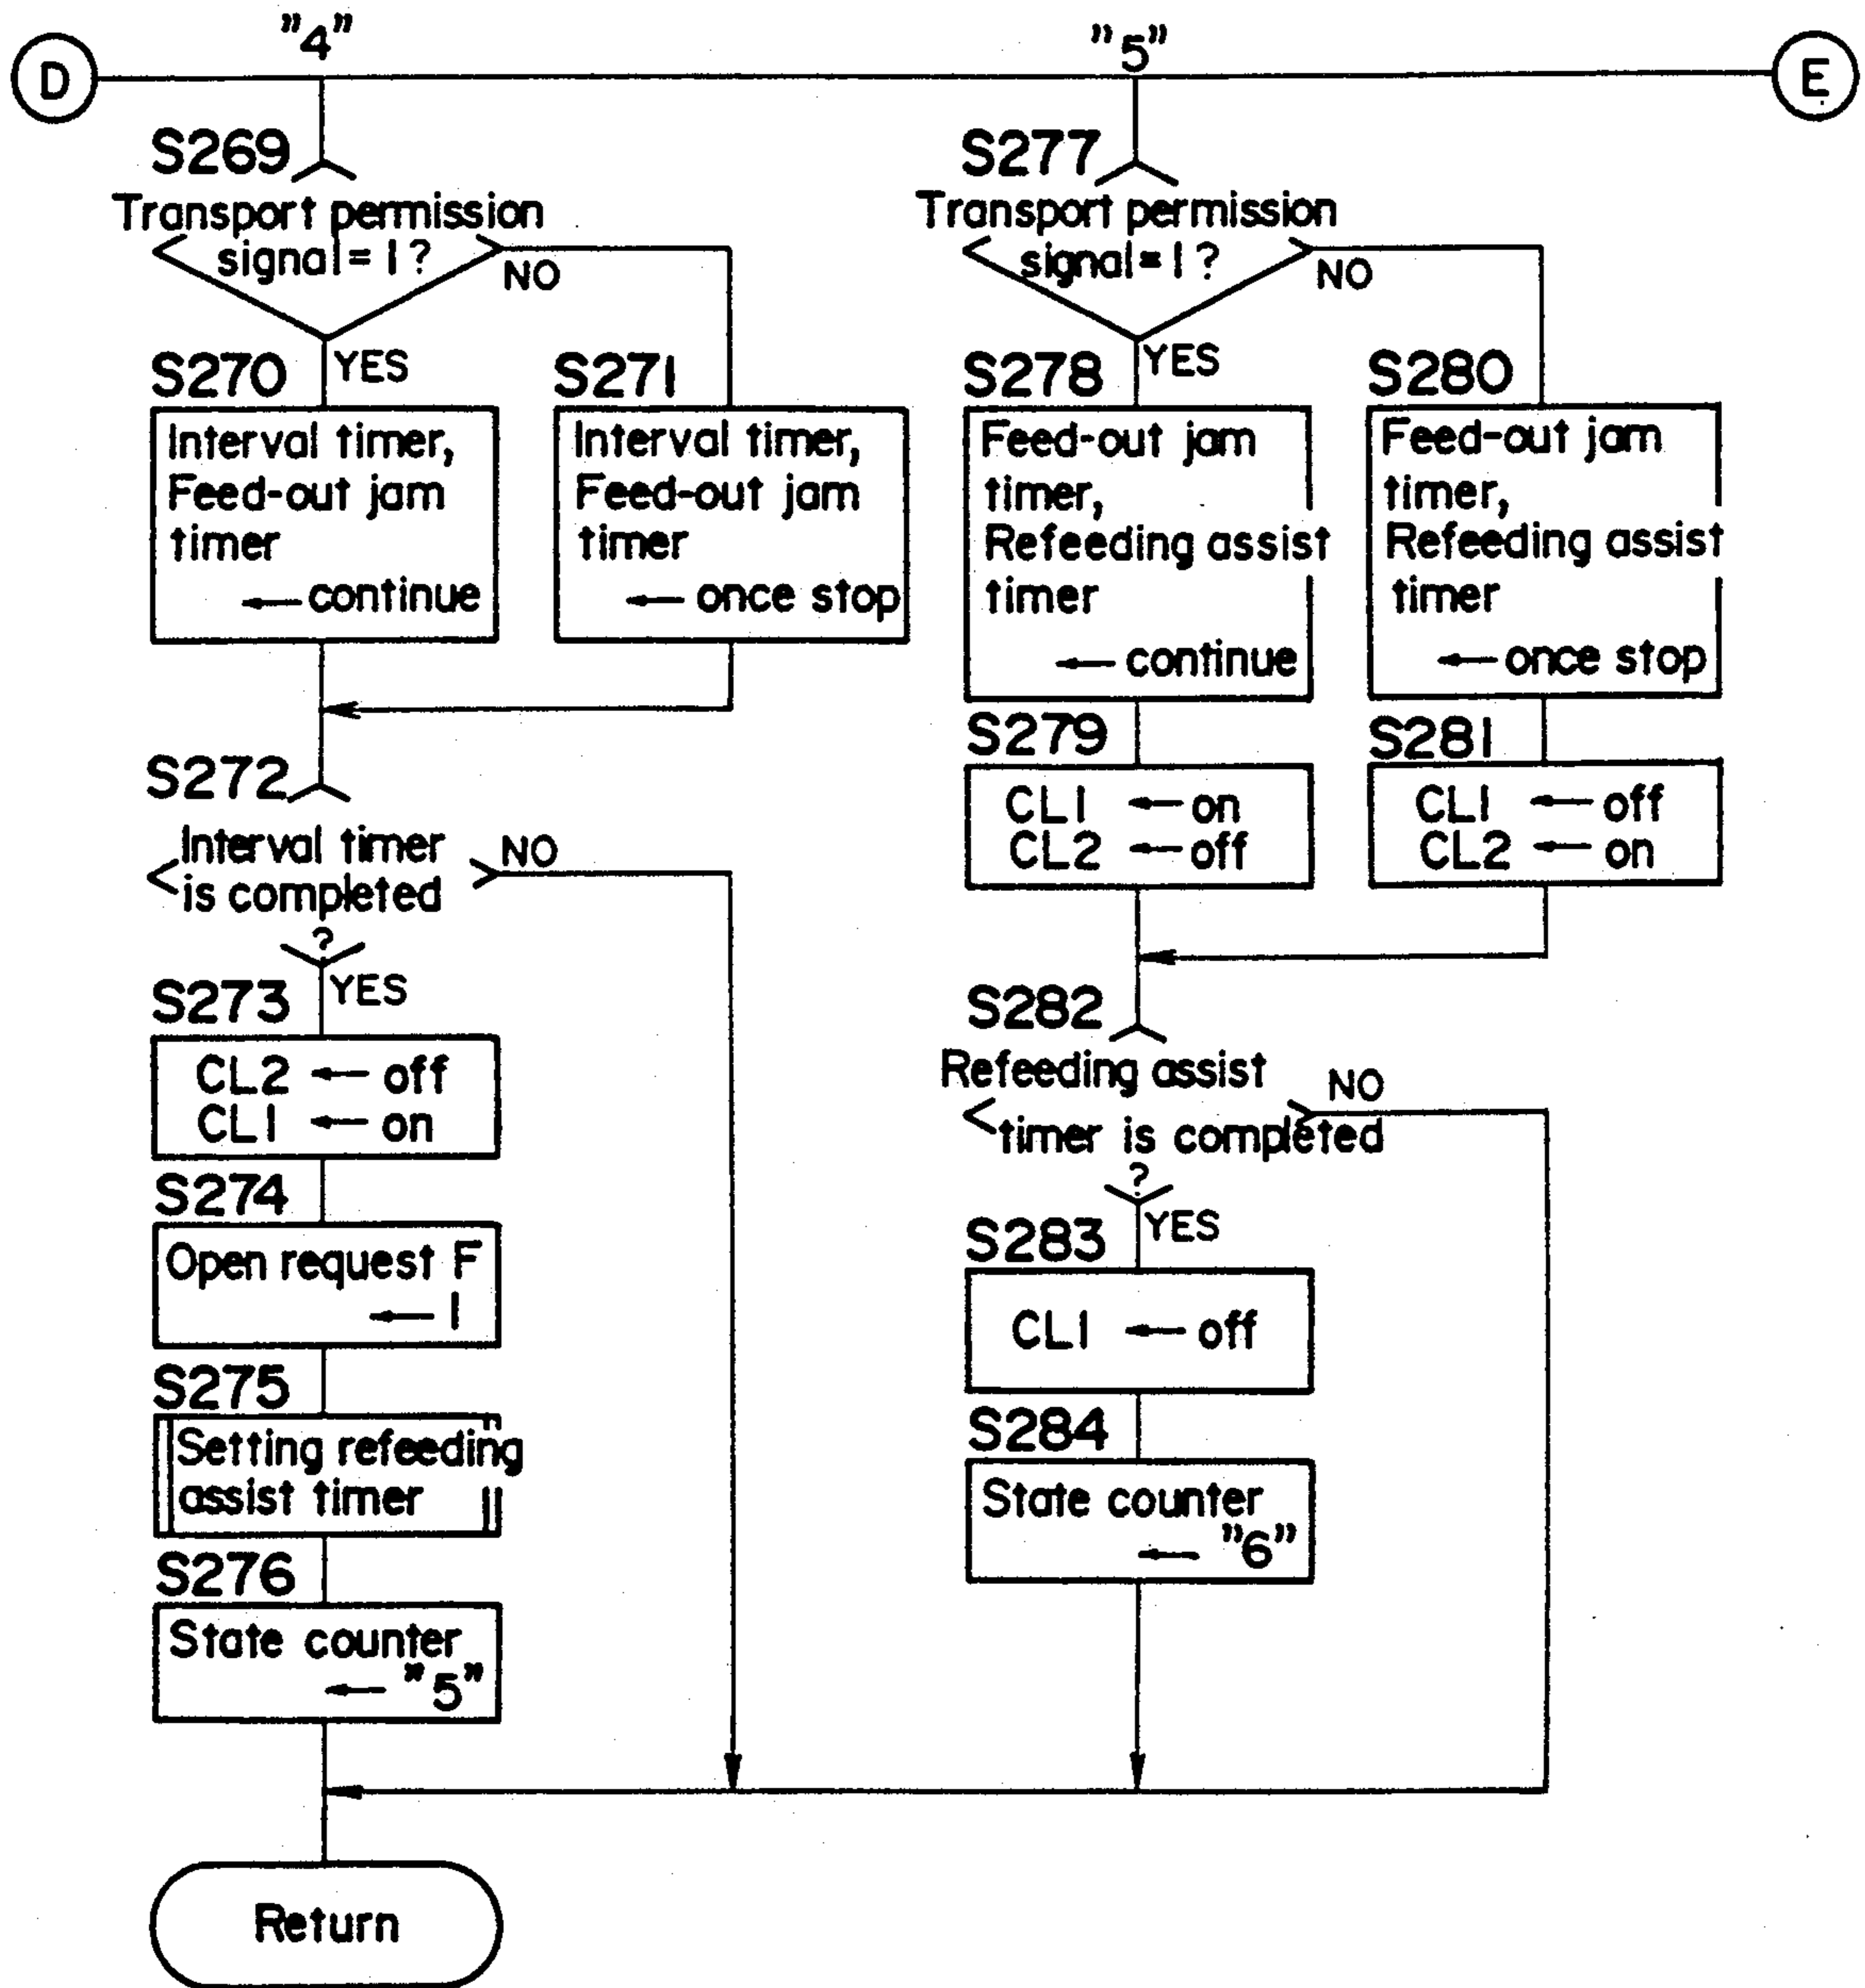 D
"4"
"5"
E
S269
Transport permission
signal=1?
NO
YES
S270
Interval timer,
Feed-out jam
timer
← continue
S271
Interval timer,
Feed-out jam
timer
← once stop
S272
Interval timer
is completed
?
NO
YES
S273
CL2 ← off
CL1 ← on
S274
Open request F
← 1
S275
Setting refeeding
assist timer
S276
State counter
← "5"
S277
Transport permission
signal=1?
NO
YES
S278
Feed-out jam
timer,
Refeeding assist
timer
← continue
S280
Feed-out jam
timer,
Refeeding assist
timer
← once stop
S279
CL1 ← on
CL2 ← off
S281
CL1 ← off
CL2 ← on
S282
Refeeding assist
timer is completed
?
NO
YES
S283
CL1 ← off
S284
State counter
← "6"
Return